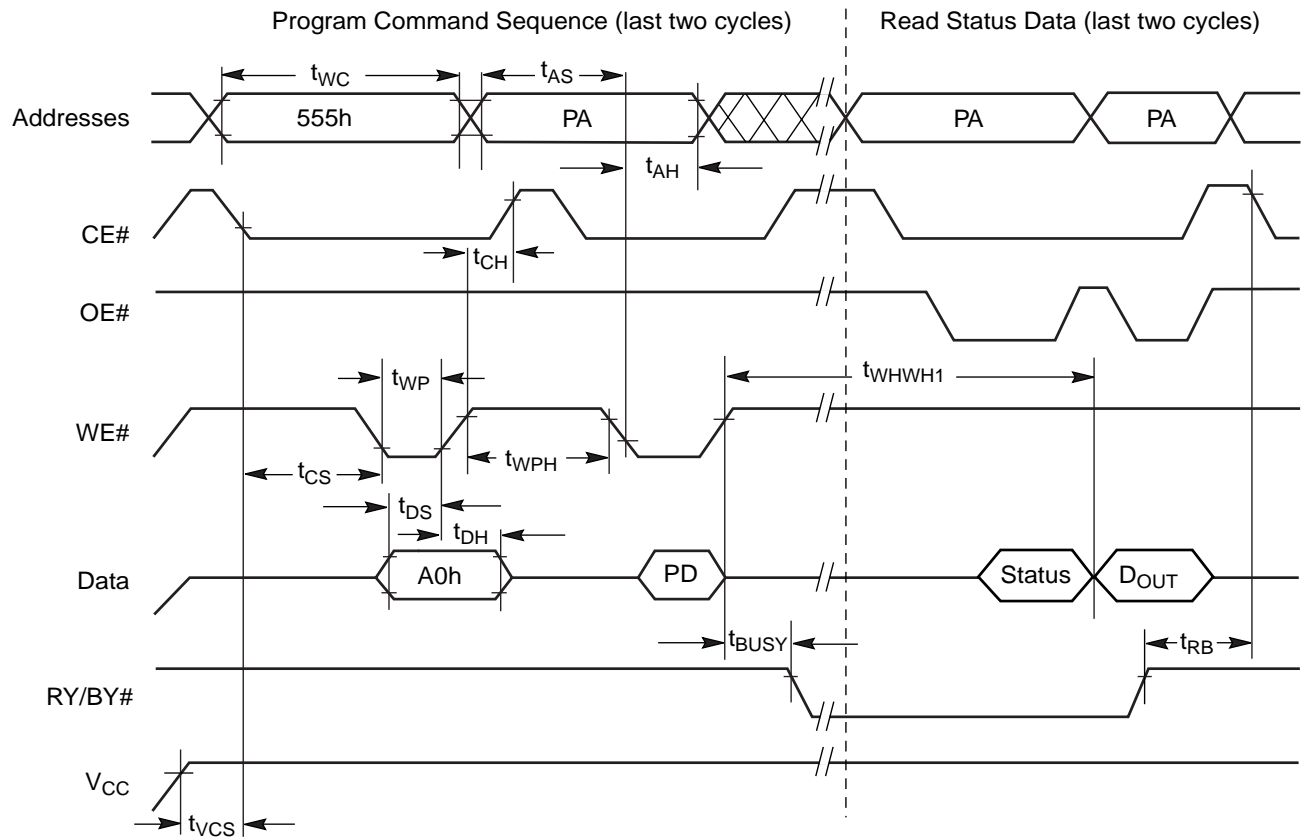 Program Command Sequence (last two cycles)
Read Status Data (last two cycles)
tWC
tAS
Addresses
555h
PA
PA
PA
tAH
CE#
tCH
OE#
tWP
tWHWH1
WE#
tCS
tWPH
tDS
tDH
Data
A0h
PD
Status
DOUT
tBUSY
tRB
RY/BY#
VCC
tVCS